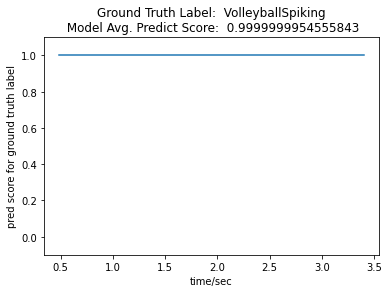 Ground Truth Label:  VolleyballSpiking
Model Avg. Predict Score:  0.9999999954555843
pred score for ground truth label
1.0
0.8
0.6
0.4
0.2
0.0
0.5 1.0 1.5 2.0 2.5 3.0 3.5
time/sec